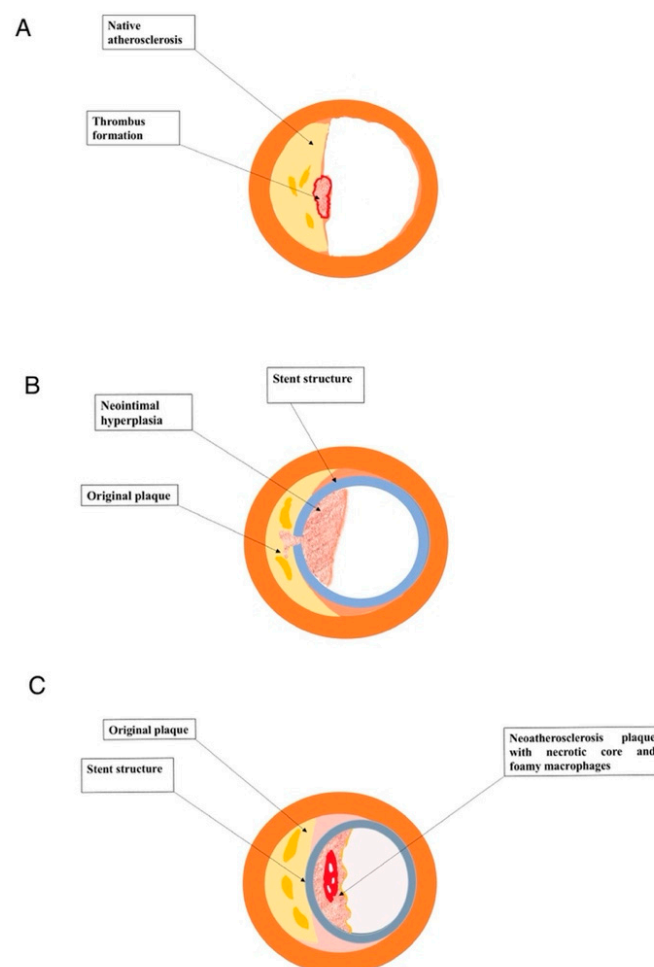 A
Native
atherosclerosis
Thrombus
formation
B
Stent structure
Neointimal
hyperplasia
Original plaque
C
Original plaque
Stent structure
Neoatherosclerosis plaque
with necrotic core and
foamy macrophages